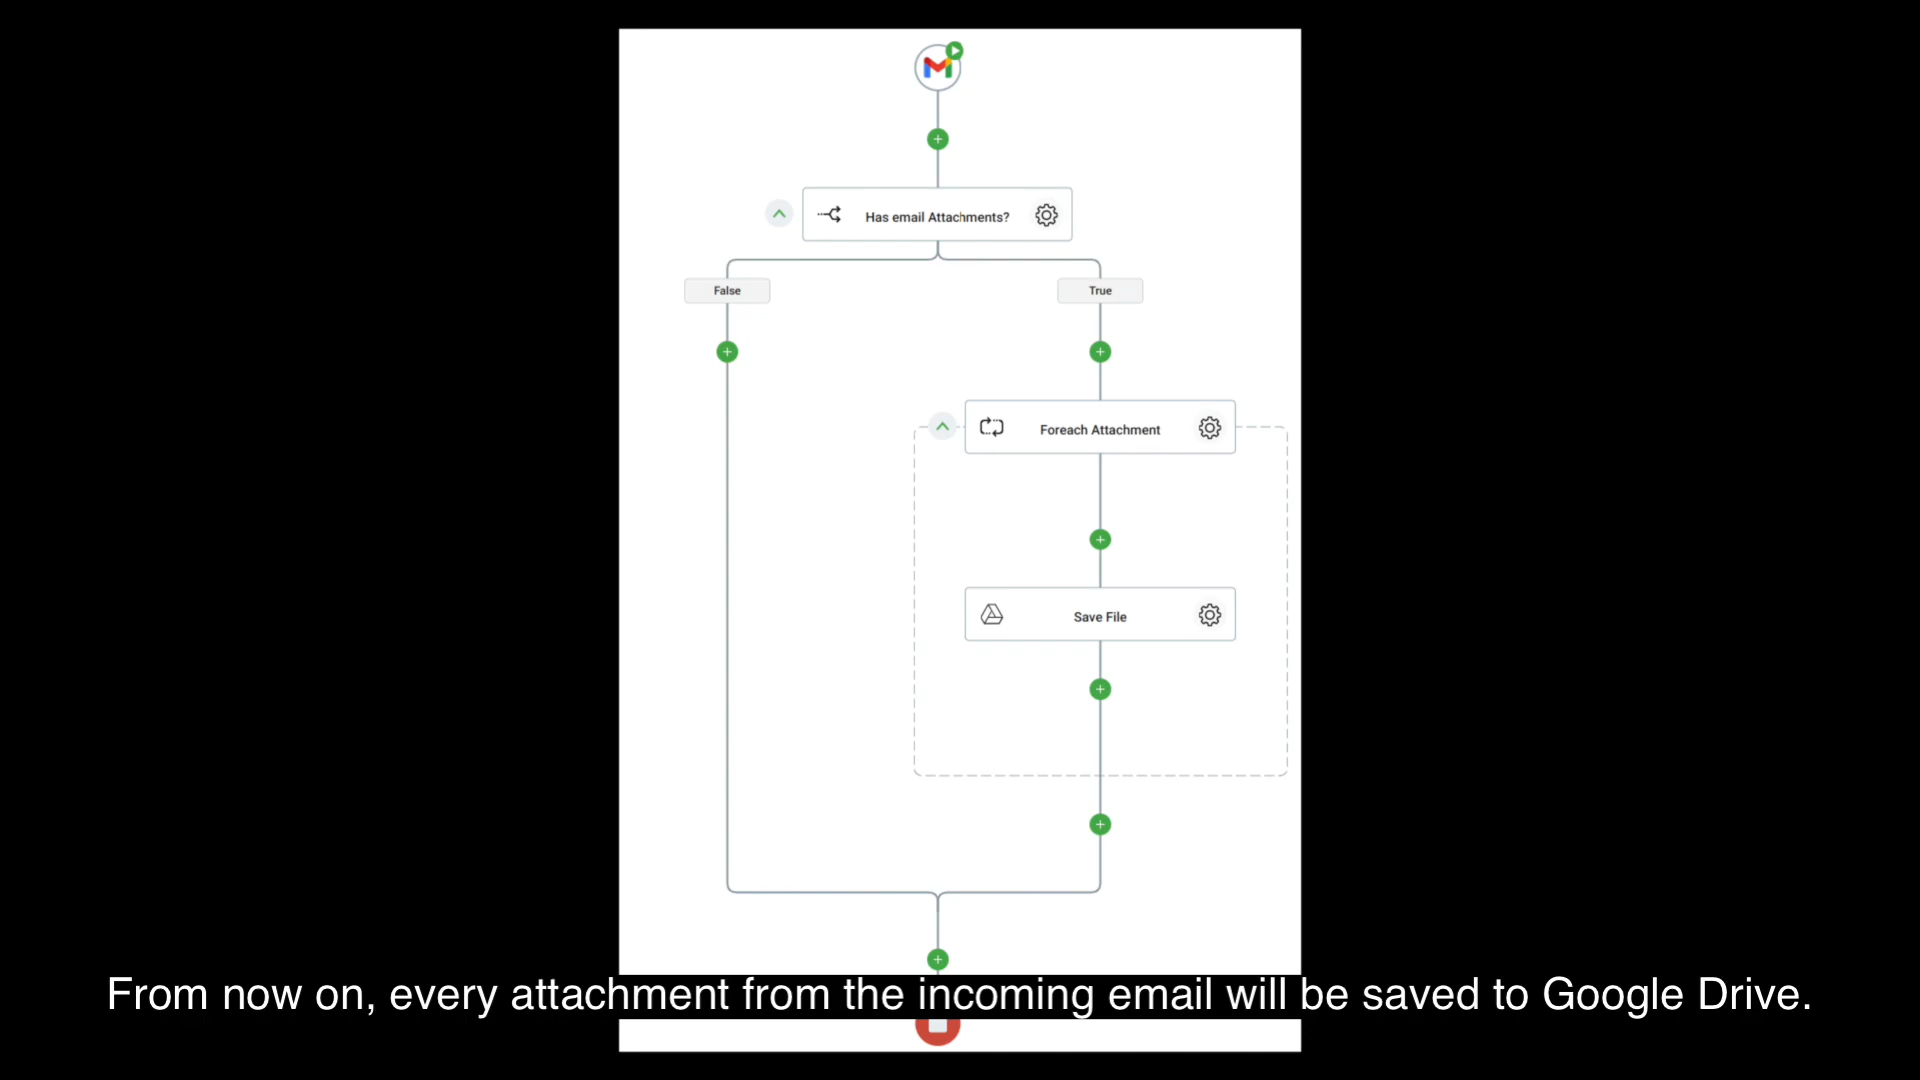 Has email Attachments?
False
True
Foreach Attachment
Save File
From now on, every attachment from the incoming email will be saved to Google Drive.